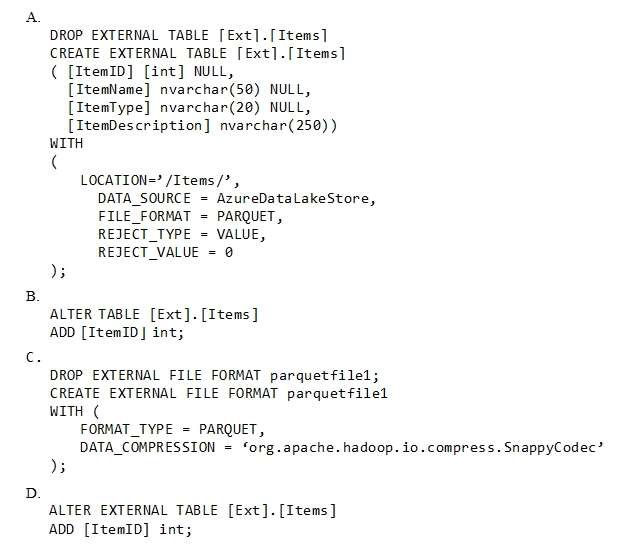 A.
DROP EXTERNAL TABLE [Ext].[Items]
CREATE EXTERNAL TABLE [Ext].[Items]
( [ItemID] [int] NULL,
[ItemName] nvarchar(50) NULL,
[ItemType] nvarchar(20) NULL,
[ItemDescription] nvarchar(250))
WITH
(
LOCATION=’/Items/’,
DATA_SOURCE = AzureDataLakeStore,
FILE_FORMAT = PARQUET,
REJECT_TYPE = VALUE,
REJECT_VALUE = 0
);
B.
ALTER TABLE [Ext].[Items]
ADD [ItemID] int;
C.
DROP EXTERNAL FILE FORMAT parquetfile1;
CREATE EXTERNAL FILE FORMAT parquetfile1
WITH (
FORMAT_TYPE = PARQUET,
DATA_COMPRESSION = ‘org.apache.hadoop.io.compress.SnappyCodec’
);
D.
ALTER EXTERNAL TABLE [Ext].[Items]
ADD [ItemID] int;